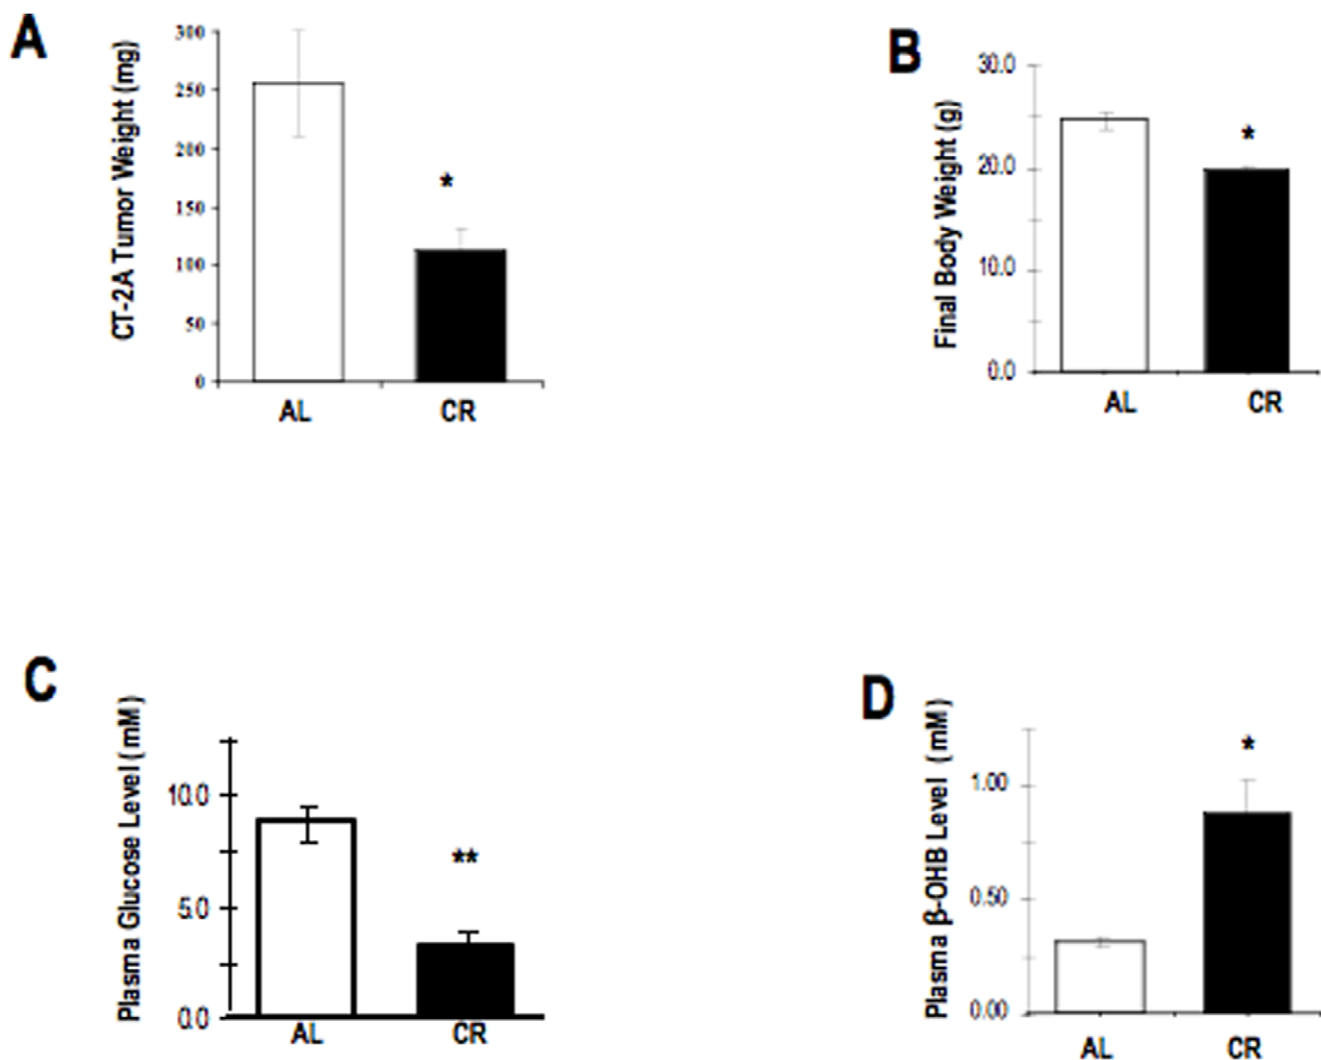 A
CT-2A Tumor Weight (mg)
300
250
200
150
100
50
0
*
AL CR
B
Final Body Weight (g)
30.0
20.0
10.0
0.0
*
AL CR
C
Plasma Glucose Level (mM)
10.0
5.0
0.0
**
AL CR
D
Plasma β-OHB Level (mM)
1.00
0.50
0.00
*
AL CR